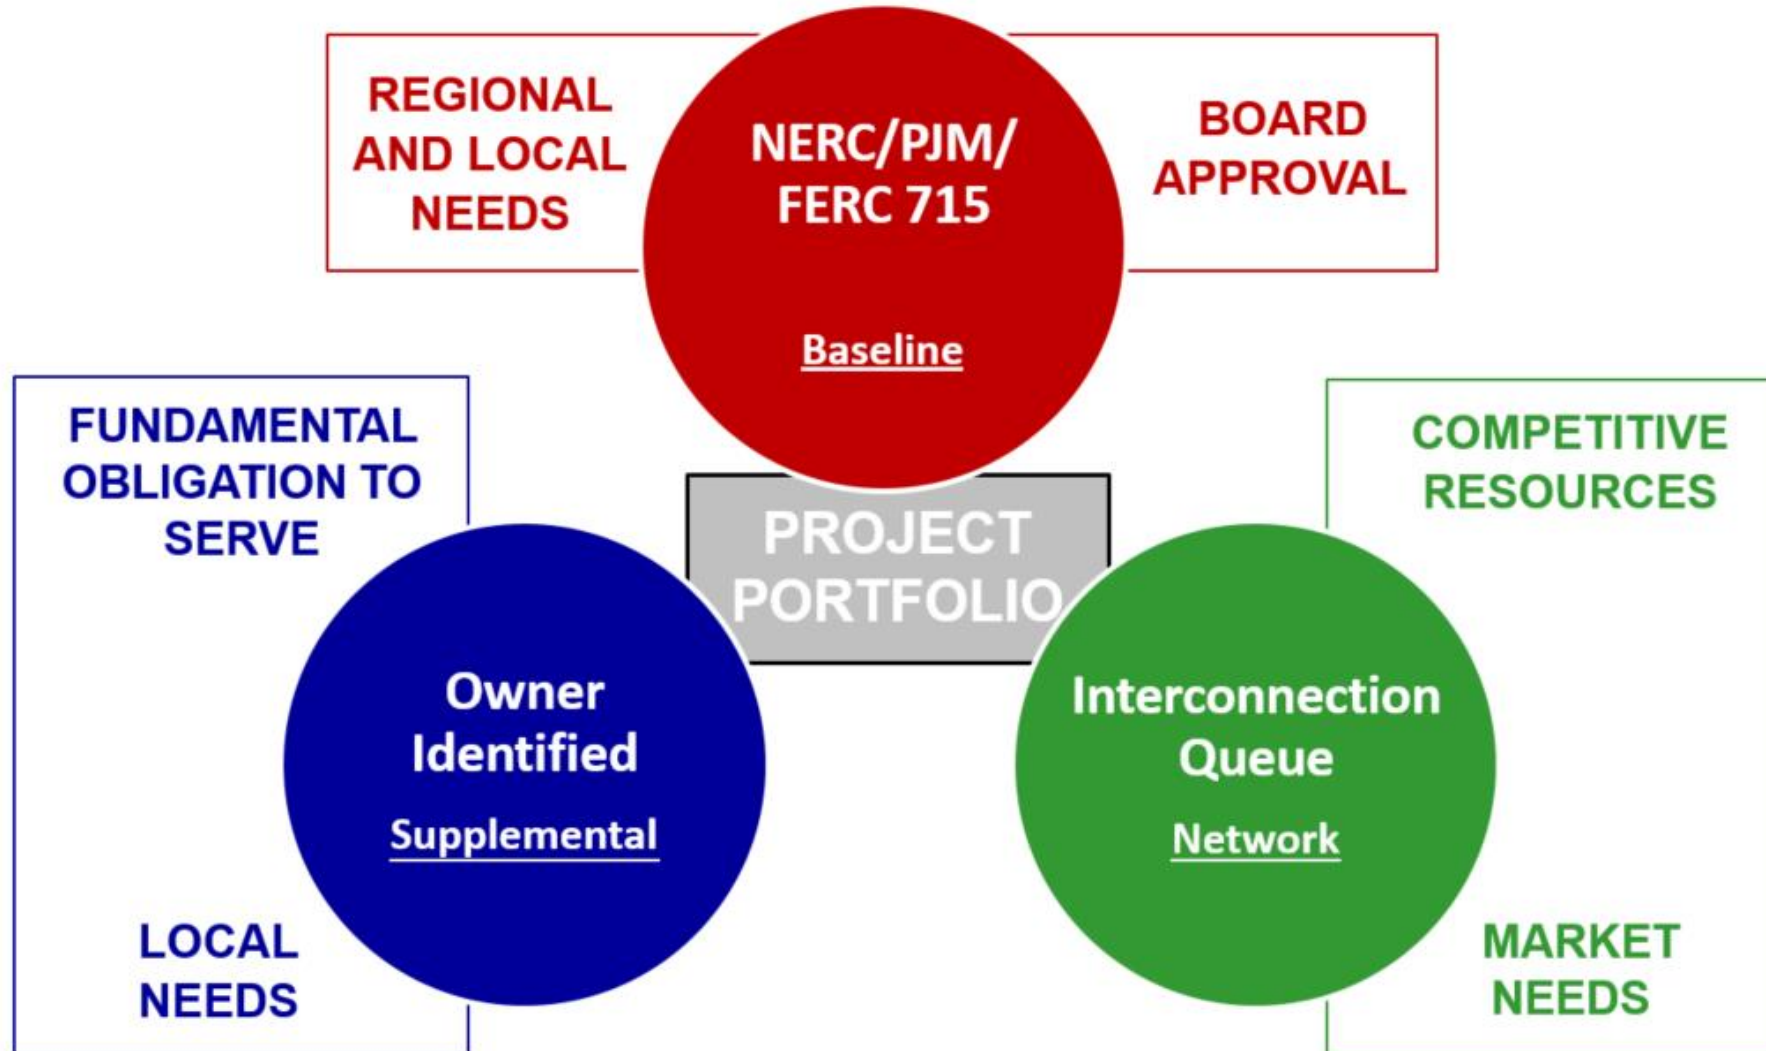 REGIONAL
AND LOCAL
NEEDS
NERC/PJM/
FERC 715
Baseline
BOARD
APPROVAL
FUNDAMENTAL
OBLIGATION TO
SERVE
PROJECT
PORTFOLIO
COMPETITIVE
RESOURCES
Owner
Identified
Supplemental
Interconnection
Queue
Network
LOCAL
NEEDS
MARKET
NEEDS